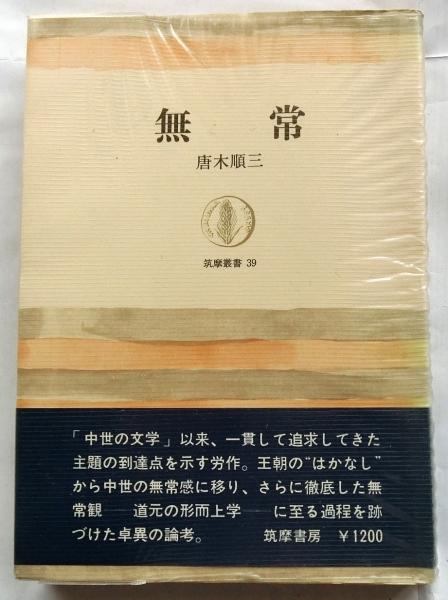 無常
唐木順三
筑摩叢書 39
「中世の文学」以来、一貫して追求してきた
主題の到達点を示す労作。王朝の“はかなし”
から中世の無常感に移り、さらに徹底した無
常観──道元の形而上学──に至る過程を跡
づけた卓異の論考。 筑摩書房 ￥1200